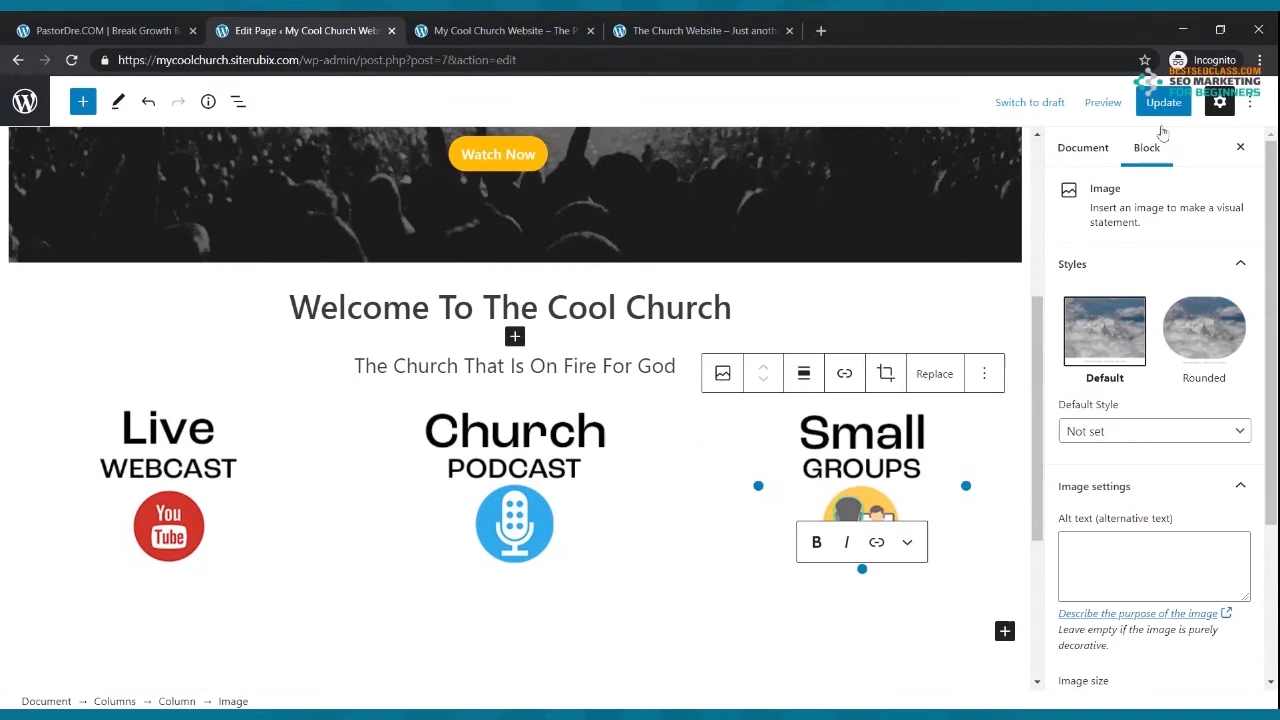 PastorDre.COM | Break Growth B
Edit Page ‹ My Cool Church Web
My Cool Church Website – The P
The Church Website – Just anoth
https://mycoolchurch.siterubix.com/wp-admin/post.php?post=7&action=edit
Incognito
BESTSEOCLASS.COM
SEO MARKETING
FOR BEGINNERS
Switch to draft
Preview
Update
Watch Now
Document
Block
Image
Insert an image to make a visual
statement.
Styles
Default
Rounded
Default Style
Not set
Welcome To The Cool Church
The Church That Is On Fire For God
Replace
Live
WEBCAST
You
Tube
Church
PODCAST
Small
GROUPS
B I
Image settings
Alt text (alternative text)
Describe the purpose of the image
Leave empty if the image is purely
decorative.
Image size
Document → Columns → Column → Image